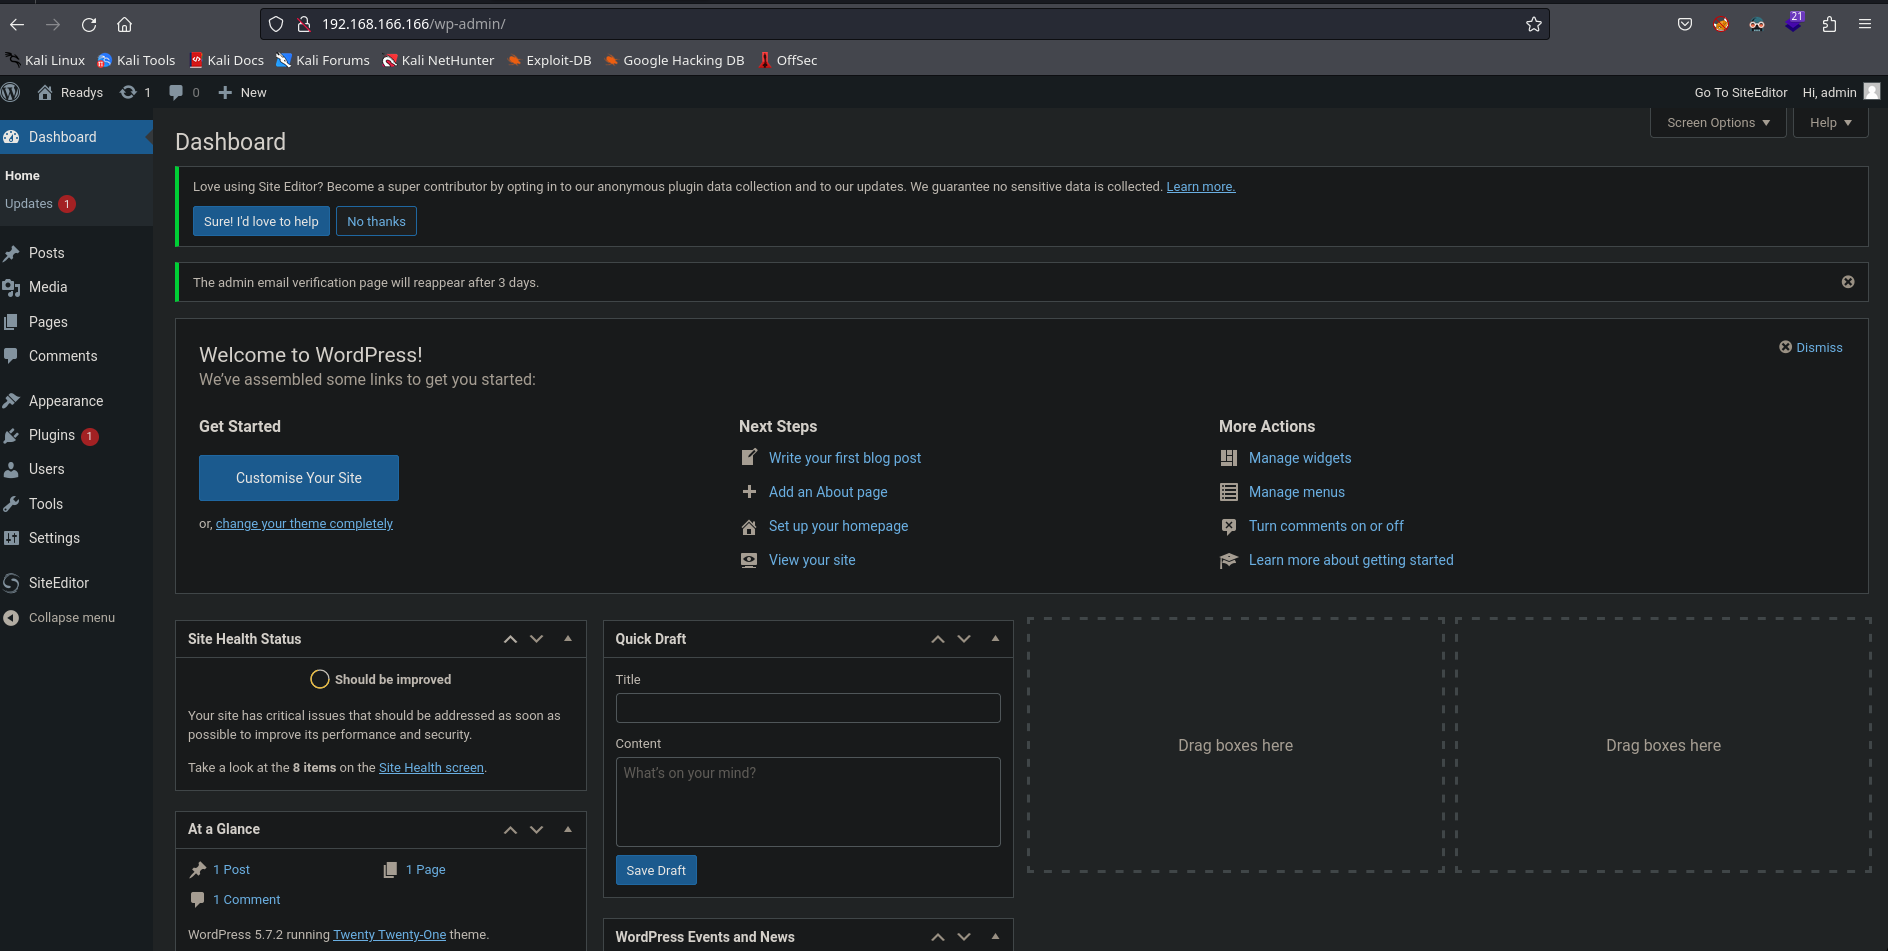 192.168.166.166/wp-admin/
21
Kali Linux Kali Tools Kali Docs Kali Forums Kali NetHunter Exploit-DB Google Hacking DB OffSec
Readys 1 0 New Go To SiteEditor Hi, admin
Screen Options Help
Dashboard
Home
Updates 1
Posts
Media
Pages
Comments
Appearance
Plugins 1
Users
Tools
Settings
SiteEditor
Collapse menu
Dashboard
Love using Site Editor? Become a super contributor by opting in to our anonymous plugin data collection and to our updates. We guarantee no sensitive data is collected. Learn more.
Sure! I'd love to help No thanks
The admin email verification page will reappear after 3 days.
Welcome to WordPress!
We've assembled some links to get you started:
Dismiss
Get Started
Customise Your Site
or, change your theme completely
Next Steps
Write your first blog post
Add an About page
Set up your homepage
View your site
More Actions
Manage widgets
Manage menus
Turn comments on or off
Learn more about getting started
Site Health Status
Should be improved
Your site has critical issues that should be addressed as soon as
possible to improve its performance and security.
Take a look at the 8 items on the Site Health screen.
At a Glance
1 Post 1 Page
1 Comment
WordPress 5.7.2 running Twenty Twenty-One theme.
Quick Draft
Title
Content
What's on your mind?
Save Draft
WordPress Events and News
Drag boxes here
Drag boxes here